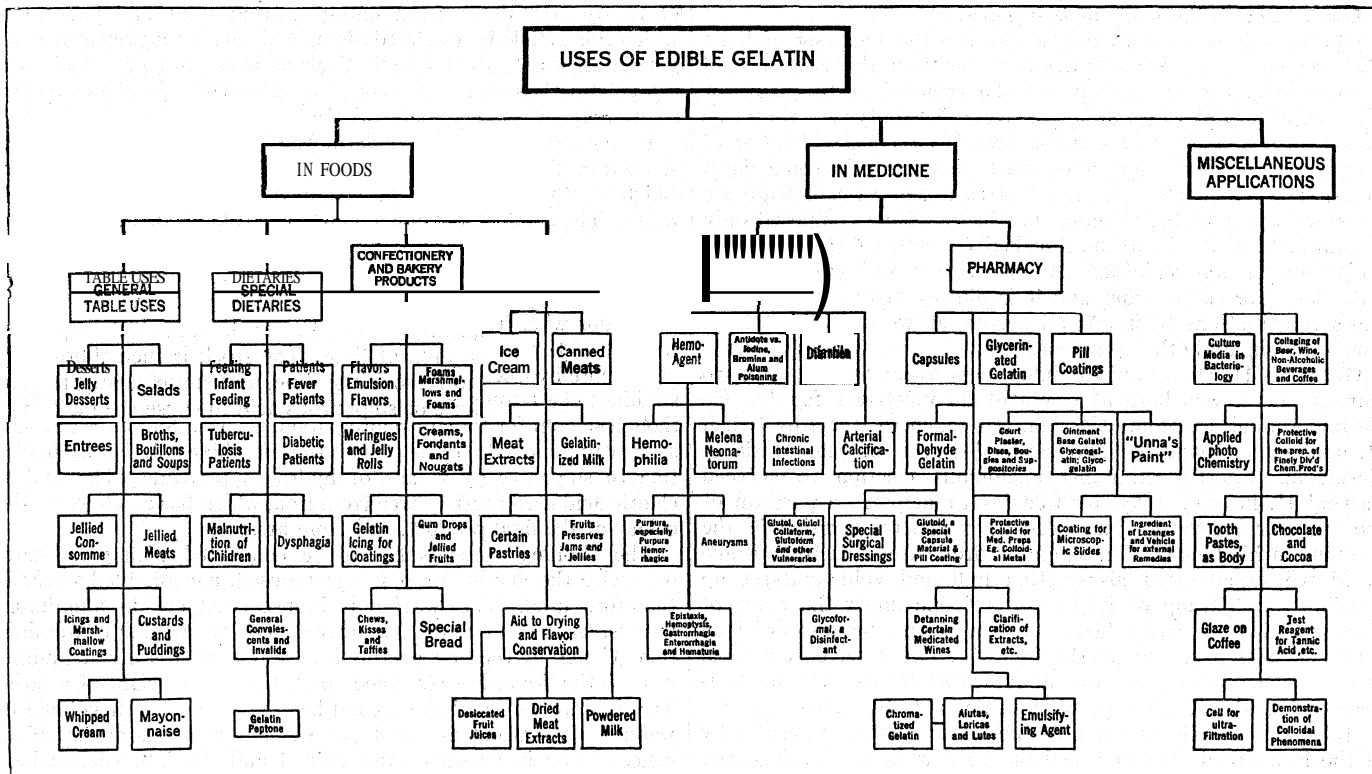 USES OF EDIBLE GELATIN
IN FOODS
IN MEDICINE
MISCELLANEOUS
APPLICATIONS
CONFECTIONERY
AND BAKERY
PRODUCTS
PHARMACY
TABLE USES
GENERAL
TABLE USES
DIETARIES
SPECIAL
DIETARIES
Desserts
Jelly
Desserts
Salads
Feeding
Infant
Feeding
Patients
Fever
Patients
Flavors
Emulsion
Flavors
Foams
Marshmal-
lows and
Foams
Ice
Cream
Canned
Meats
Hemo-
Agent
Antidote vs.
Iodine,
Bromine and
Alum
Poisoning
Capsules
Glycerin-
ated
Gelatin
Pill
Coatings
Culture
Media in
Bacterio-
logy
Collaging of
Beer, Wine,
Non-Alcoholic
Beverages
and Coffee
Entrees
Broths,
Bouillons
and Soups
Tubercu-
losis
Patients
Diabetic
Patients
Meringues
and Jelly
Rolls
Creams,
Fondants
and
Nougats
Meat
Extracts
Gelatin-
ized Milk
Hemo-
philia
Melena
Neona-
torum
Chronic
Intestinal
Infections
Arterial
Calcifica-
tion
Formal-
Dehyde
Gelatin
Court
Plaster,
Discs, Bou-
gies and Sup-
positories
Ointment
Base Gelatol
Glycerogel-
atin; Glyco-
gelatin
"Unna's
Paint"
Applied
photo
Chemistry
Protective
Colloid for
the prep. of
Finely Div'd
Chem. Prod's
Jellied
Con-
somme
Jellied
Meats
Malnutri-
tion of
Children
Dysphagia
Gelatin
Icing for
Coatings
Gum Drops
and
Jellied
Fruits
Certain
Pastries
Fruits
Preserves
Jams and
Jellies
Purpura,
especially
Purpura
Hemor-
rhagica
Aneurysms
Glutol, Glutol
Collaform,
Glutoform
and other
Vulneraries
Special
Surgical
Dressings
Glutoid, a
Special
Capsule
Material &
Pill Coating
Protective
Colloid for
Med. Preps
Eg. Colloid-
al Metal
Coating for
Microscop-
ic Slides
Ingredient
of Lozenges
and Vehicle
for external
Remedies
Tooth
Pastes,
as Body
Chocolate
and
Cocoa
Icings and
Marsh-
mallow
Coatings
Custards
and
Puddings
General
Convales-
cents and
Invalids
Chews,
Kisses
and
Taffies
Special
Bread
Aid to Drying
and Flavor
Conservation
Epistaxis,
Hemoptysis,
Gastrorrhagia
Enterorrhagia
and Hematuria
Glycofor-
mal, a
Disinfect-
ant
Detanning
Certain
Medicated
Wines
Clarifi-
cation of
Extracts,
etc.
Glaze on
Coffee
Test
Reagent
for Tannic
Acid, etc.
Whipped
Cream
Mayon-
naise
Gelatin
Peptone
Desiccated
Fruit
Juices
Dried
Meat
Extracts
Powdered
Milk
Chroma-
tized
Gelatin
Alutas,
Loricas
and Lutes
Emulsify-
ing Agent
Cell for
ultra-
Filtration
Demonstra-
tion of
Colloidal
Phenomena